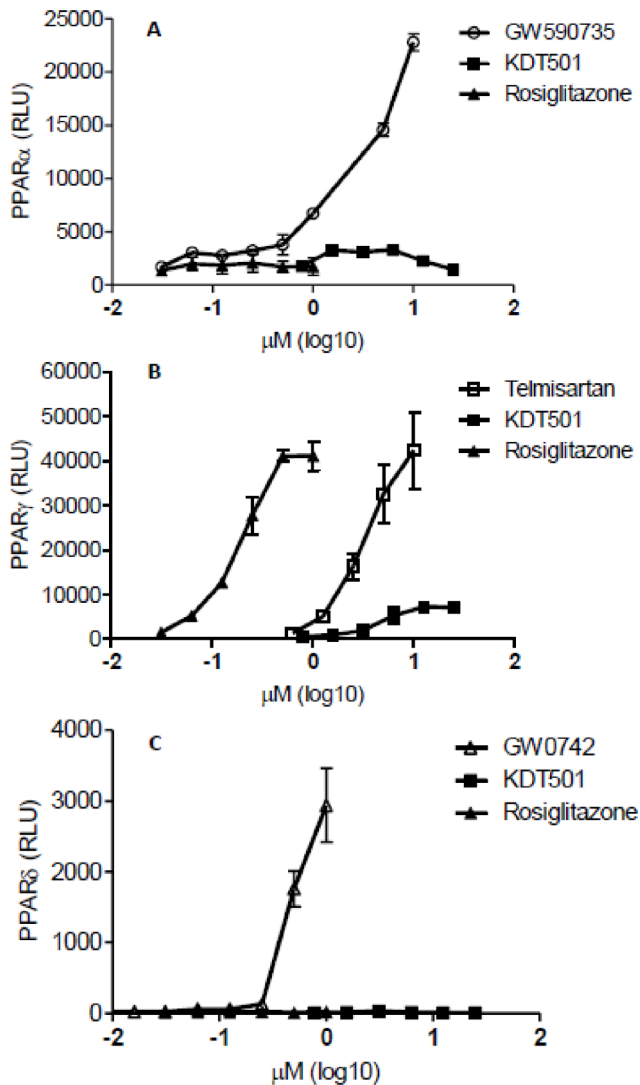 A
GW590735
KDT501
Rosiglitazone
PPARα (RLU)
25000
20000
15000
10000
5000
0
-2 -1 0 1 2
μM (log10)
B
Telmisartan
KDT501
Rosiglitazone
PPARγ (RLU)
60000
50000
40000
30000
20000
10000
0
-2 -1 0 1 2
μM (log10)
C
GW0742
KDT501
Rosiglitazone
PPARδ (RLU)
4000
3000
2000
1000
0
-2 -1 0 1 2
μM (log10)